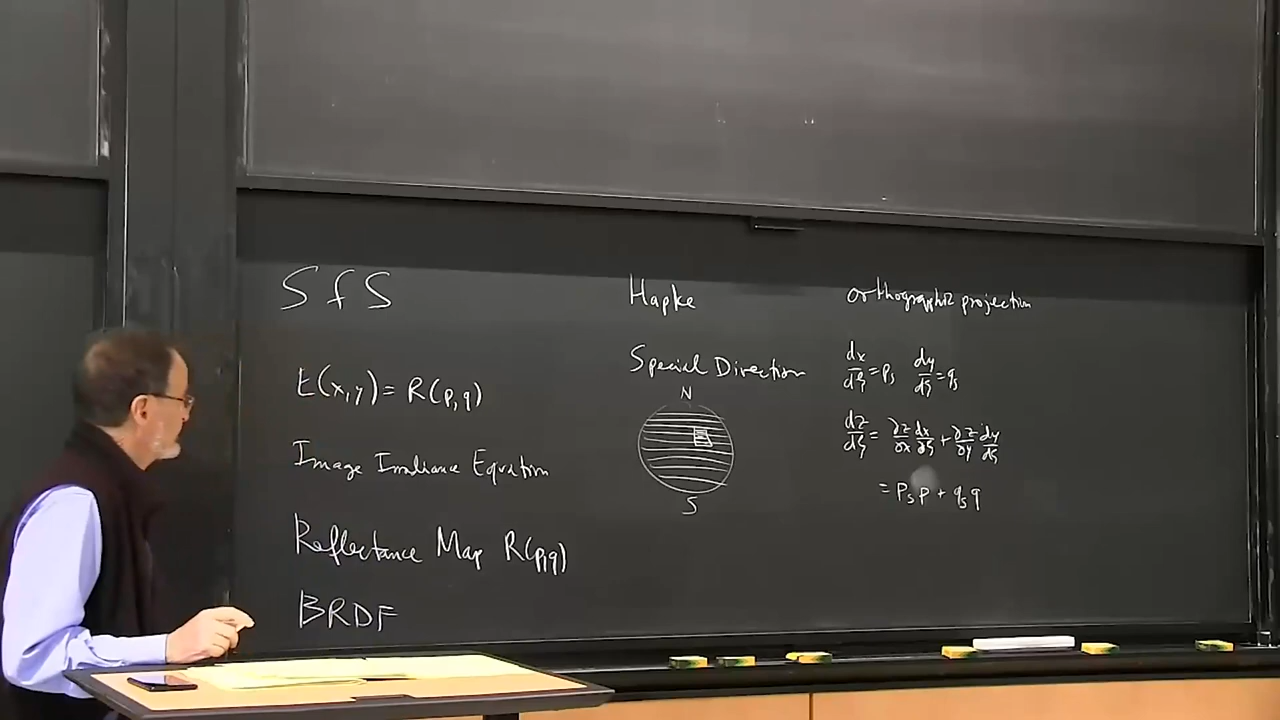 SfS
E(x,y) = R(p,q)
Image Irradiance Equation
Reflectance Map R(p,q)
BRDF
Hapke
Special Direction
N
S
orthographic projection
dx/dξ = p_s dy/dξ = q_s
dz/dξ = ∂z/∂x dx/dξ + ∂z/∂y dy/dξ
= p_s p + q_s q